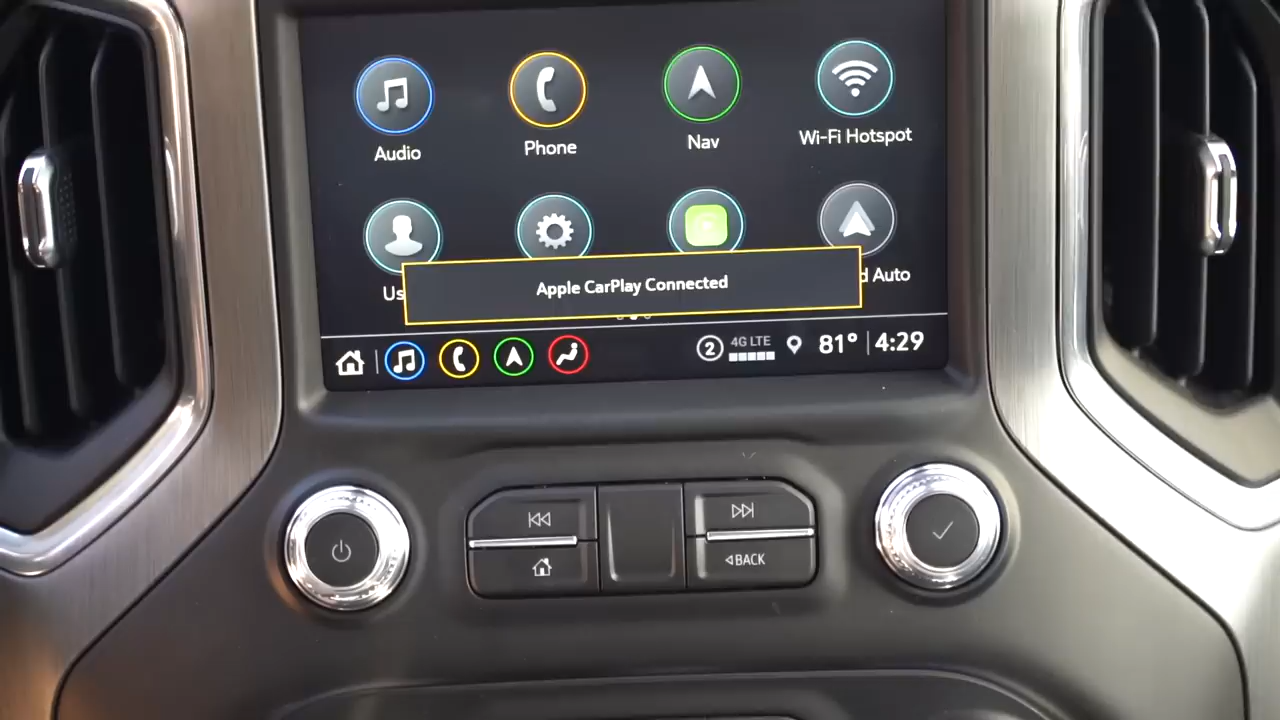 Audio
Phone
Nav
Wi-Fi Hotspot
Us
d Auto
Apple CarPlay Connected
2
4G LTE
81°
4:29
BACK